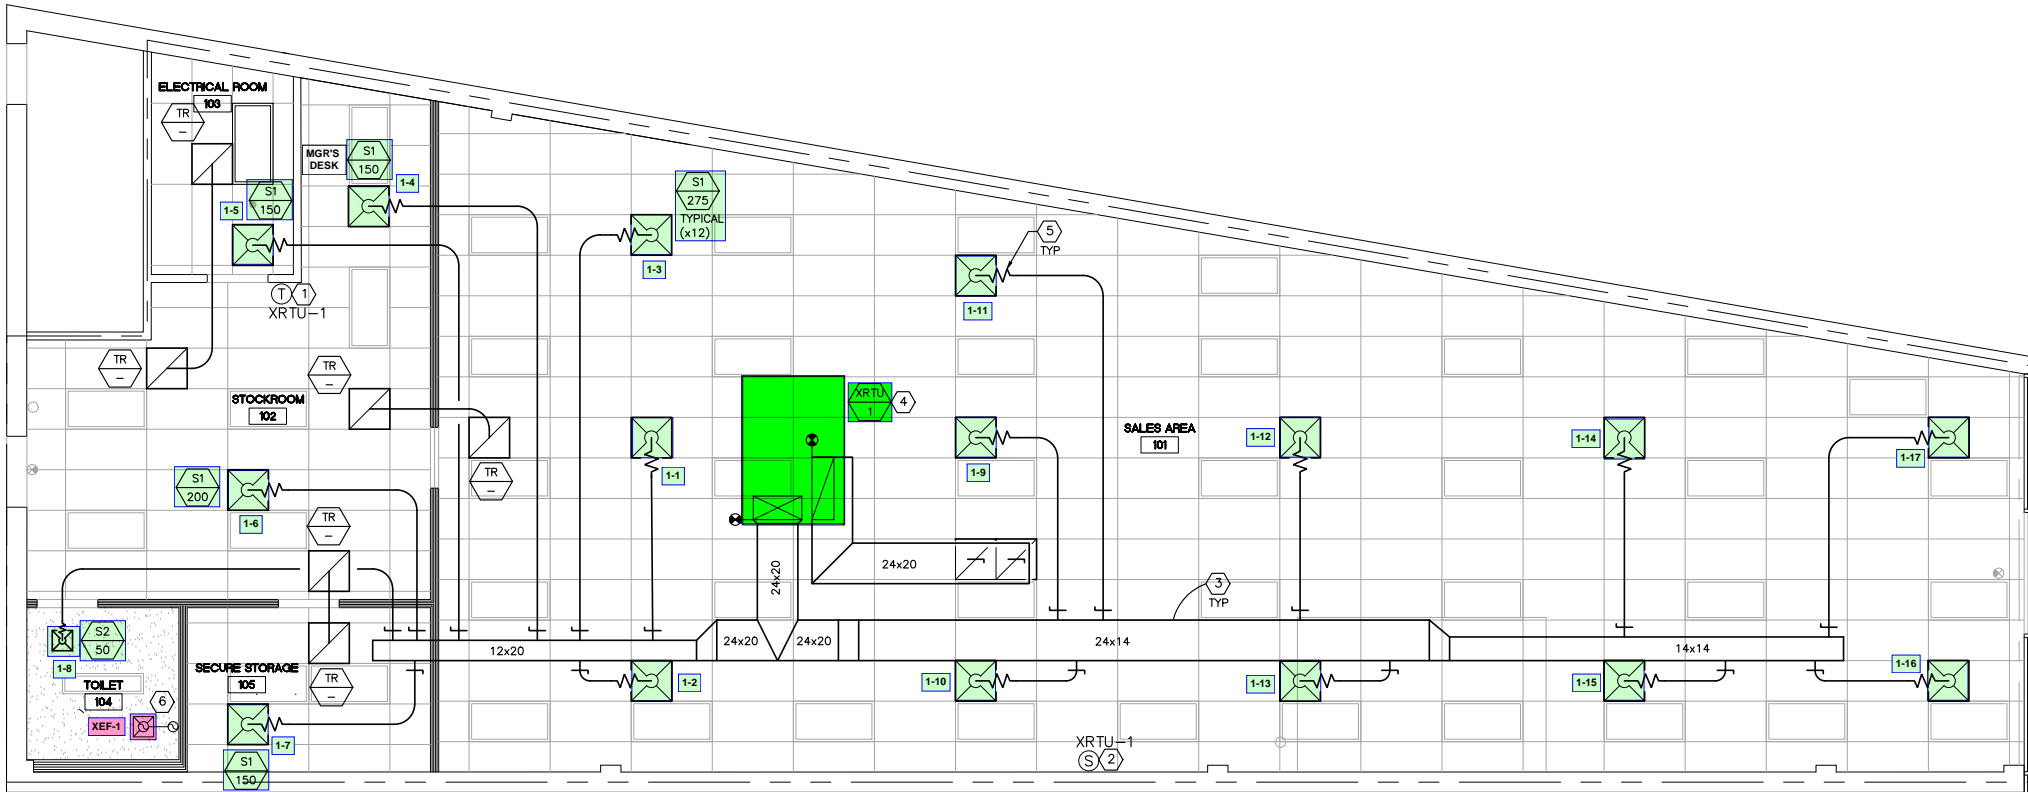 ELECTRICAL ROOM
103
TR
–
MGR'S
DESK
S1
150
1-4
S1
150
1-5
S1
275
TYPICAL
(x12)
1-3
5
TYP
1-11
T
1
XRTU-1
TR
–
TR
–
STOCKROOM
102
XRTU
1
4
SALES AREA
101
1-12
1-14
1-17
1-1
1-9
TR
–
S1
200
1-6
TR
–
24x20
24x20
3
TYP
S2
50
1-8
12x20
24x20
24x20
24x14
14x14
SECURE STORAGE
105
TR
–
TOILET
104
6
XEF-1
1-2
1-10
1-13
1-15
1-16
1-7
S1
150
XRTU-1
S
2